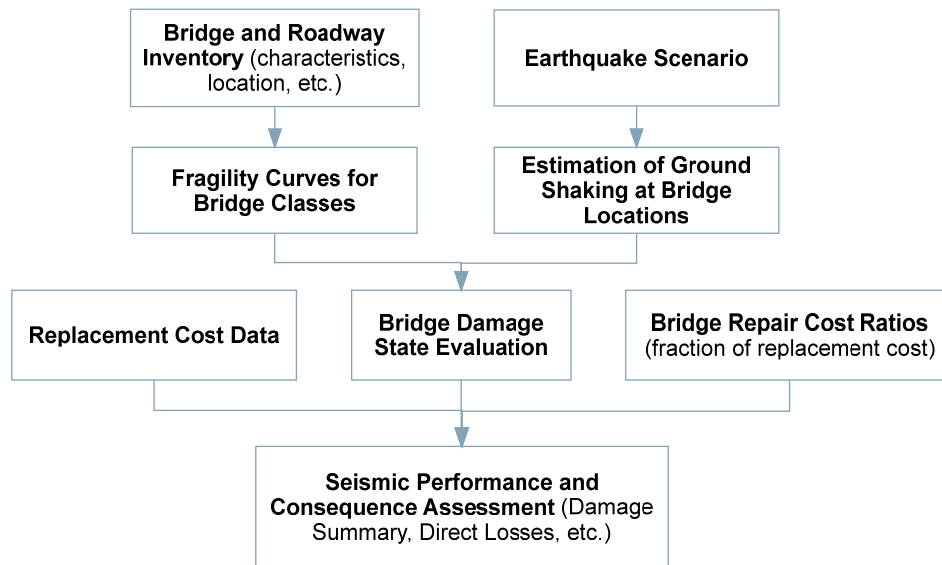 Bridge and Roadway
Inventory (characteristics,
location, etc.)
Earthquake Scenario
Fragility Curves for
Bridge Classes
Estimation of Ground
Shaking at Bridge
Locations
Replacement Cost Data
Bridge Damage
State Evaluation
Bridge Repair Cost Ratios
(fraction of replacement cost)
Seismic Performance and
Consequence Assessment (Damage
Summary, Direct Losses, etc.)